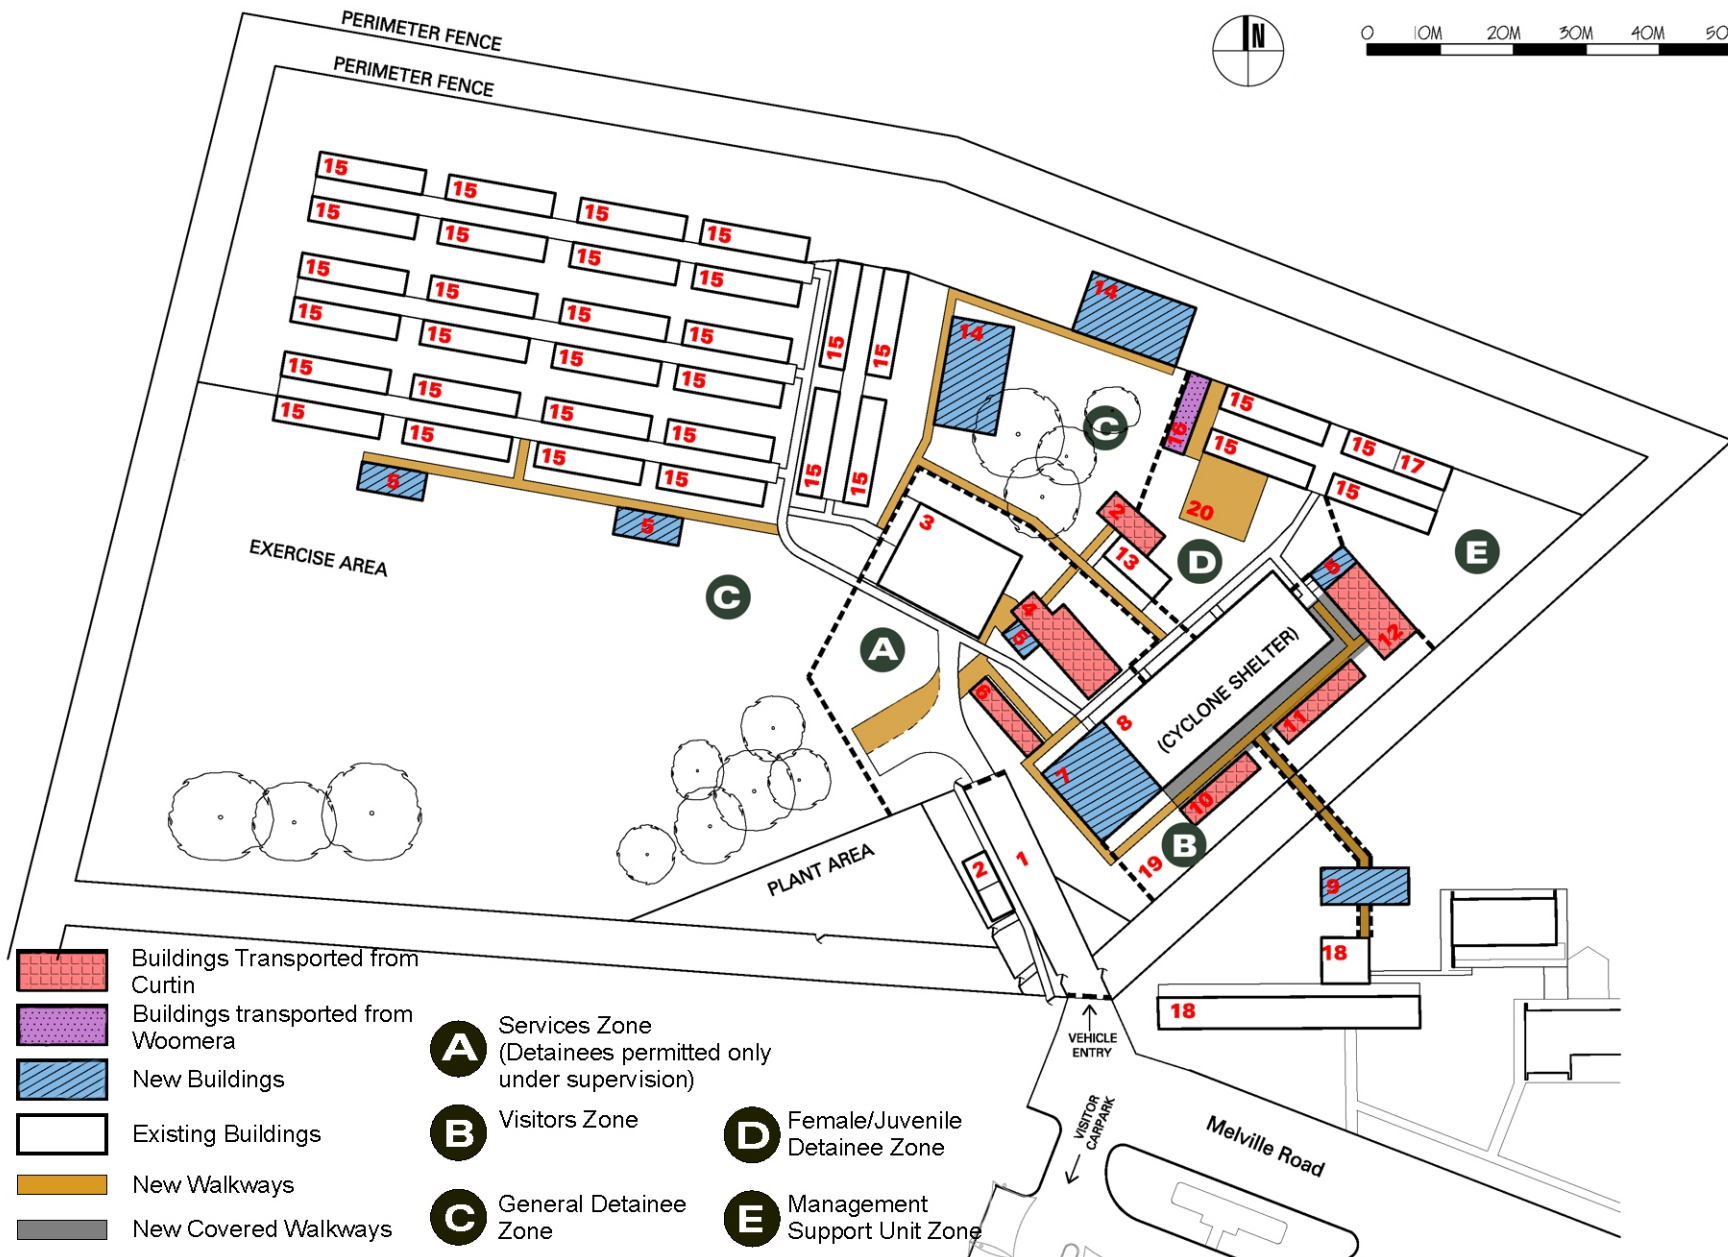 PERIMETER FENCE
PERIMETER FENCE
N
0 10M 20M 30M 40M 50
15 15 15 15
15 15 15 15
15 15 15 15
15 15 15 15
15 15 15 15
15 15 15 15
15 15
15 15
14
14
C
16
15
15
15 17
15
20
5
5
EXERCISE AREA
C
3
2
13
D
E
A
4
5
6
5
12
11
8
(CYCLONE SHELTER)
7
10
B
19
1
2
PLANT AREA
9
18
18
VEHICLE
ENTRY
VISITOR
CARPARK
Melville Road
Buildings Transported from
Curtin
Buildings transported from
Woomera
New Buildings
Existing Buildings
New Walkways
New Covered Walkways
A Services Zone
(Detainees permitted only
under supervision)
B Visitors Zone
C General Detainee
Zone
D Female/Juvenile
Detainee Zone
E Management
Support Unit Zone